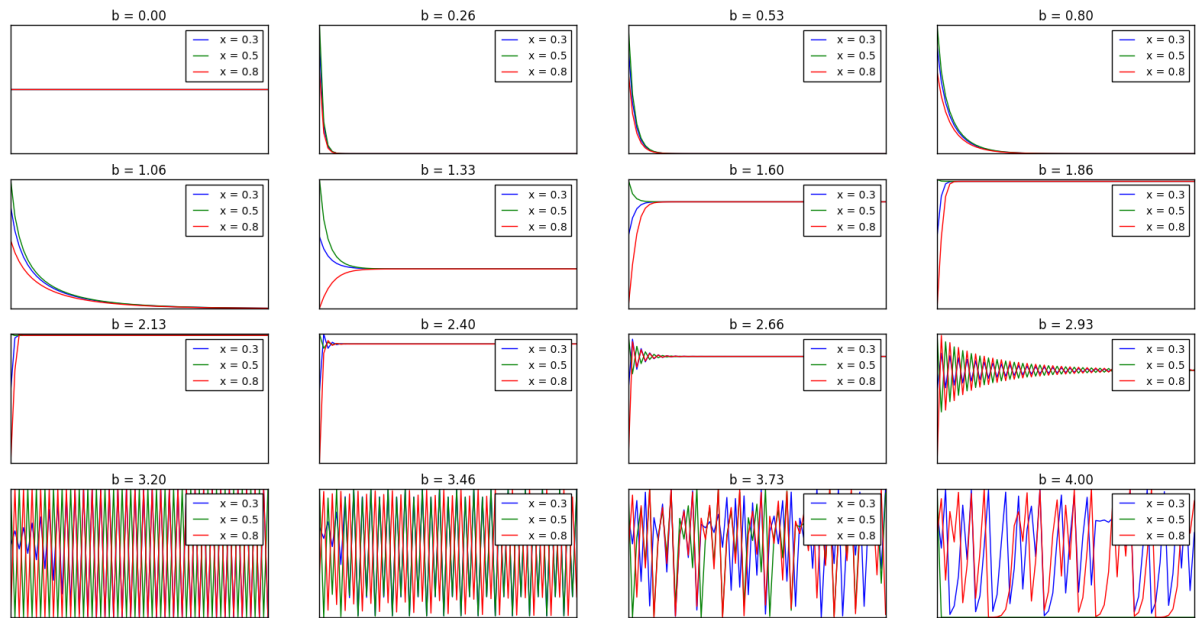 b = 0.00
x = 0.3
x = 0.5
x = 0.8
b = 0.26
x = 0.3
x = 0.5
x = 0.8
b = 0.53
x = 0.3
x = 0.5
x = 0.8
b = 0.80
x = 0.3
x = 0.5
x = 0.8
b = 1.06
x = 0.3
x = 0.5
x = 0.8
b = 1.33
x = 0.3
x = 0.5
x = 0.8
b = 1.60
x = 0.3
x = 0.5
x = 0.8
b = 1.86
x = 0.3
x = 0.5
x = 0.8
b = 2.13
x = 0.3
x = 0.5
x = 0.8
b = 2.40
x = 0.3
x = 0.5
x = 0.8
b = 2.66
x = 0.3
x = 0.5
x = 0.8
b = 2.93
x = 0.3
x = 0.5
x = 0.8
b = 3.20
x = 0.3
x = 0.5
x = 0.8
b = 3.46
x = 0.3
x = 0.5
x = 0.8
b = 3.73
x = 0.3
x = 0.5
x = 0.8
b = 4.00
x = 0.3
x = 0.5
x = 0.8